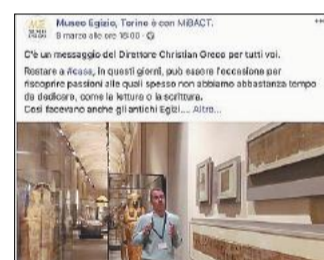 Museo Egizio, Torino è con MiBACT.
9 marzo alle ore 18:00 ·
C'è un messaggio del Direttore Christian Greco per tutti voi.
Restare a #casa, in questi giorni, può essere l'occasione per
riscoprire passioni alle quali spesso non abbiamo abbastanza tempo
da dedicare, come la lettura o la scrittura.
Così facevano anche gli antichi Egizi.... Altro...